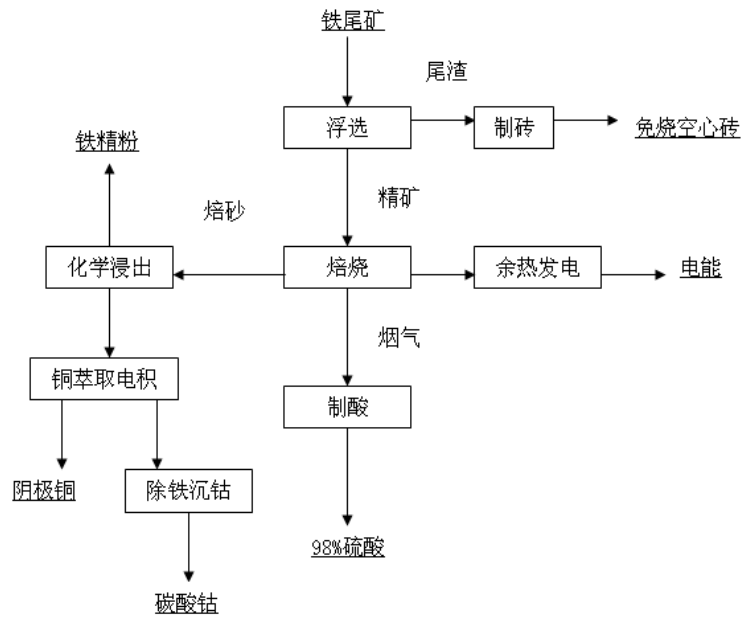 铁尾矿
尾渣
浮选
制砖
免烧空心砖
铁精粉
精矿
焙砂
化学浸出
焙烧
余热发电
电能
烟气
铜萃取电积
制酸
阴极铜
除铁沉钴
98%硫酸
碳酸钴